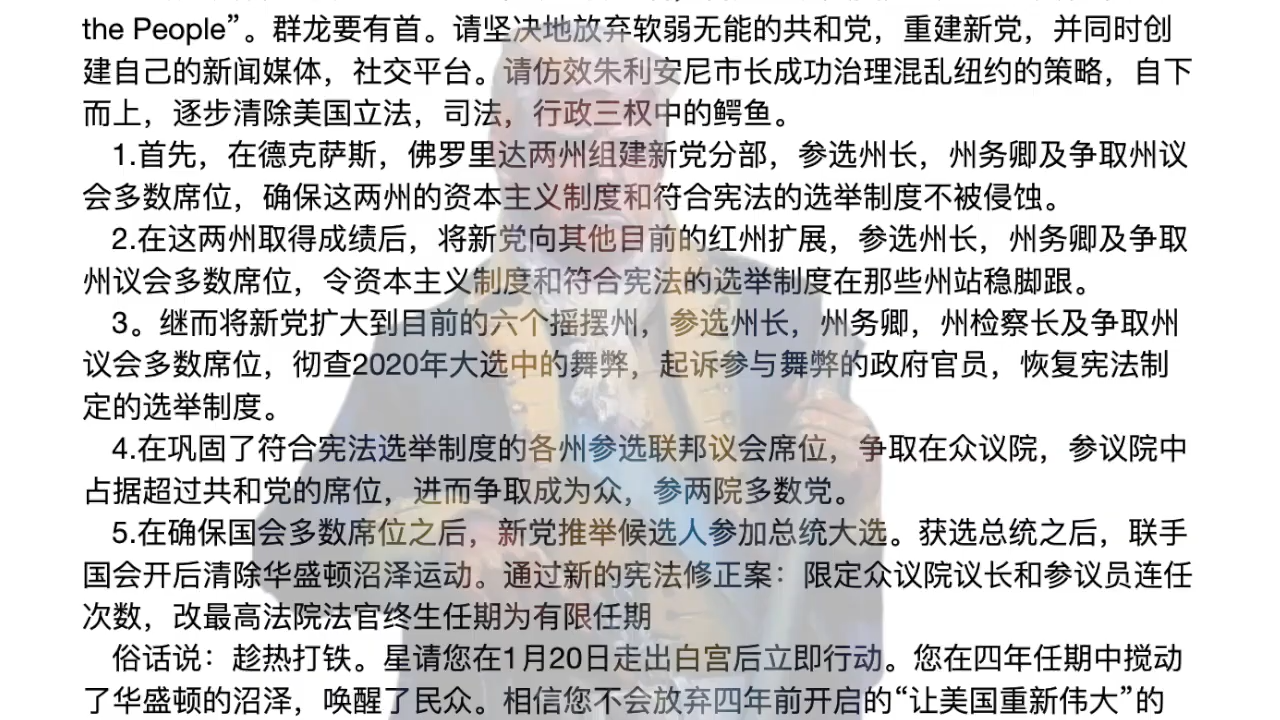 the People”。群龙要有首。请坚决地放弃软弱无能的共和党，重建新党，并同时创
建自己的新闻媒体，社交平台。请仿效朱利安尼市长成功治理混乱纽约的策略，自下
而上，逐步清除美国立法，司法，行政三权中的鳄鱼。
1.首先，在德克萨斯，佛罗里达两州组建新党分部，参选州长，州务卿及争取州议
会多数席位，确保这两州的资本主义制度和符合宪法的选举制度不被侵蚀。
2.在这两州取得成绩后，将新党向其他目前的红州扩展，参选州长，州务卿及争取
州议会多数席位，令资本主义制度和符合宪法的选举制度在那些州站稳脚跟。
3。继而将新党扩大到目前的六个摇摆州，参选州长，州务卿，州检察长及争取州
议会多数席位，彻查2020年大选中的舞弊，起诉参与舞弊的政府官员，恢复宪法制
定的选举制度。
4.在巩固了符合宪法选举制度的各州参选联邦议会席位，争取在众议院，参议院中
占据超过共和党的席位，进而争取成为众，参两院多数党。
5.在确保国会多数席位之后，新党推举候选人参加总统大选。获选总统之后，联手
国会开启清除华盛顿沼泽运动。通过新的宪法修正案：限定众议院议长和参议员连任
次数，改最高法院法官终生任期为有限任期
俗话说：趁热打铁。星请您在1月20日走出白宫后立即行动。您在四年任期中搅动
了华盛顿的沼泽，唤醒了民众。相信您不会放弃四年前开启的“让美国重新伟大”的